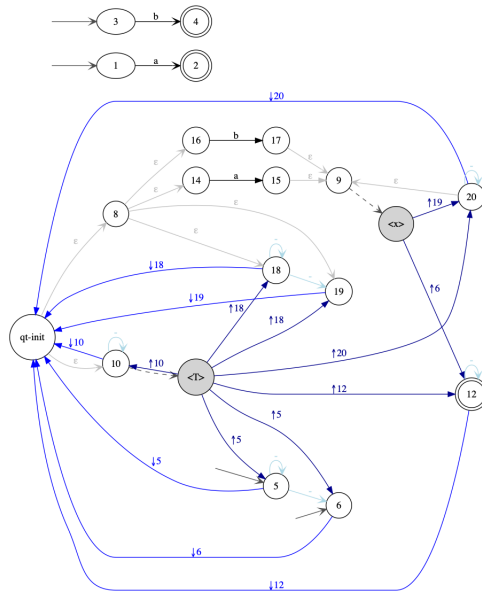 3 b 4
1 a 2
↓20
16 b 17
ε ε
14 a 15 ε 9
ε ε
20
↑19
8
<x>
ε
ε
ε
↓18 18
↑6
↓19 19
↑18 ↑18
qt-init ↓10
↑20
10 ↑10 <T>
ε
↑12 12
↑5
↑5
↓5
5
6
↓6
↓12